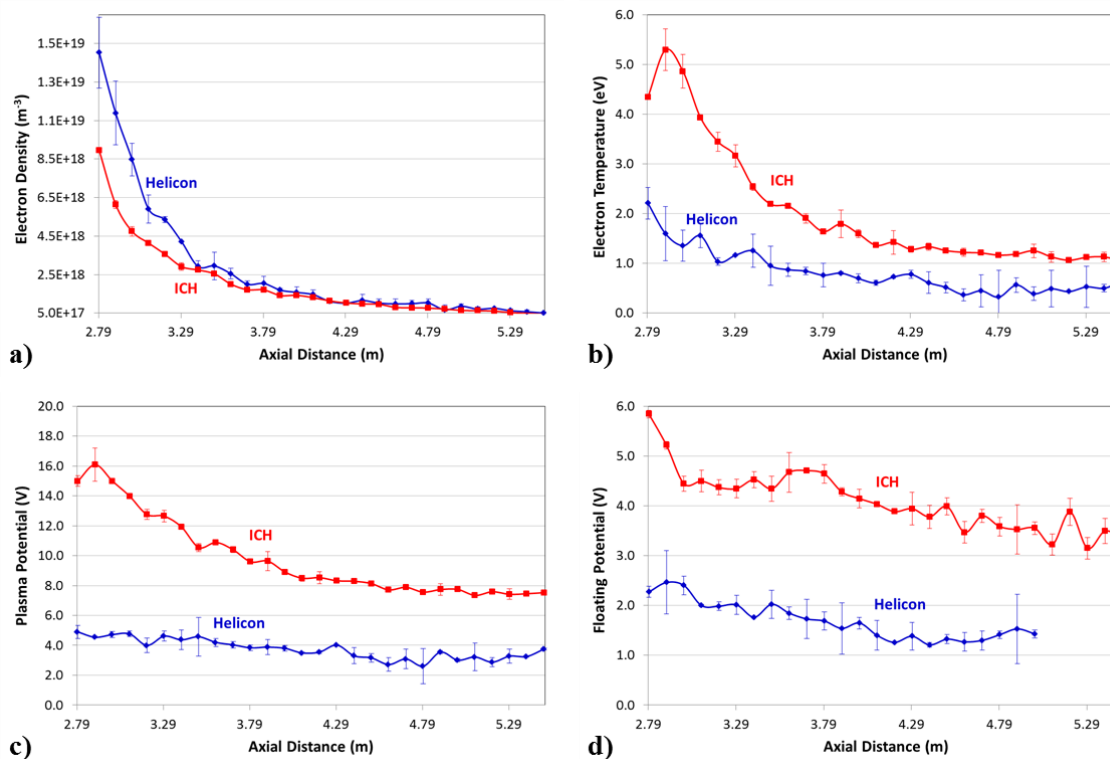 1.5E+19
1.3E+19
1.1E+19
8.5E+18
6.5E+18
4.5E+18
2.5E+18
5.0E+17
Electron Density (m-3)
Helicon
ICH
2.79 3.29 3.79 4.29 4.79 5.29
Axial Distance (m)
a)
6.0
5.0
4.0
3.0
2.0
1.0
0.0
Electron Temperature (eV)
ICH
Helicon
2.79 3.29 3.79 4.29 4.79 5.29
Axial Distance (m)
b)
20.0
18.0
16.0
14.0
12.0
10.0
8.0
6.0
4.0
2.0
0.0
Plasma Potential (V)
ICH
Helicon
2.79 3.29 3.79 4.29 4.79 5.29
Axial Distance (m)
c)
6.0
5.0
4.0
3.0
2.0
1.0
0.0
Floating Potential (V)
ICH
Helicon
2.79 3.29 3.79 4.29 4.79 5.29
Axial Distance (m)
d)